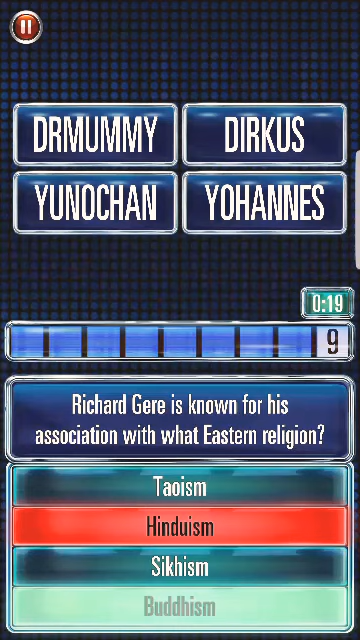 DRMUMMY
DIRKUS
YUNOCHAN
YOHANNES
0:19
9
Richard Gere is known for his
association with what Eastern religion?
Taoism
Hinduism
Sikhism
Buddhism